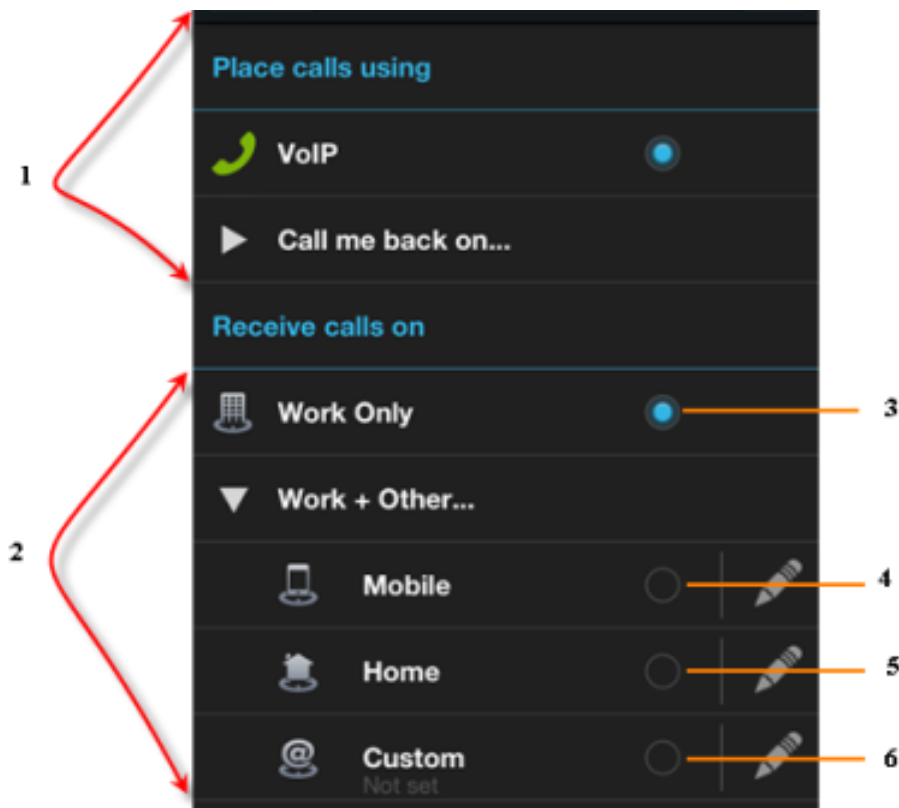 Place calls using
1
VoIP
Call me back on...
Receive calls on
Work Only
3
Work + Other...
2
Mobile
4
Home
5
Custom
6
Not set